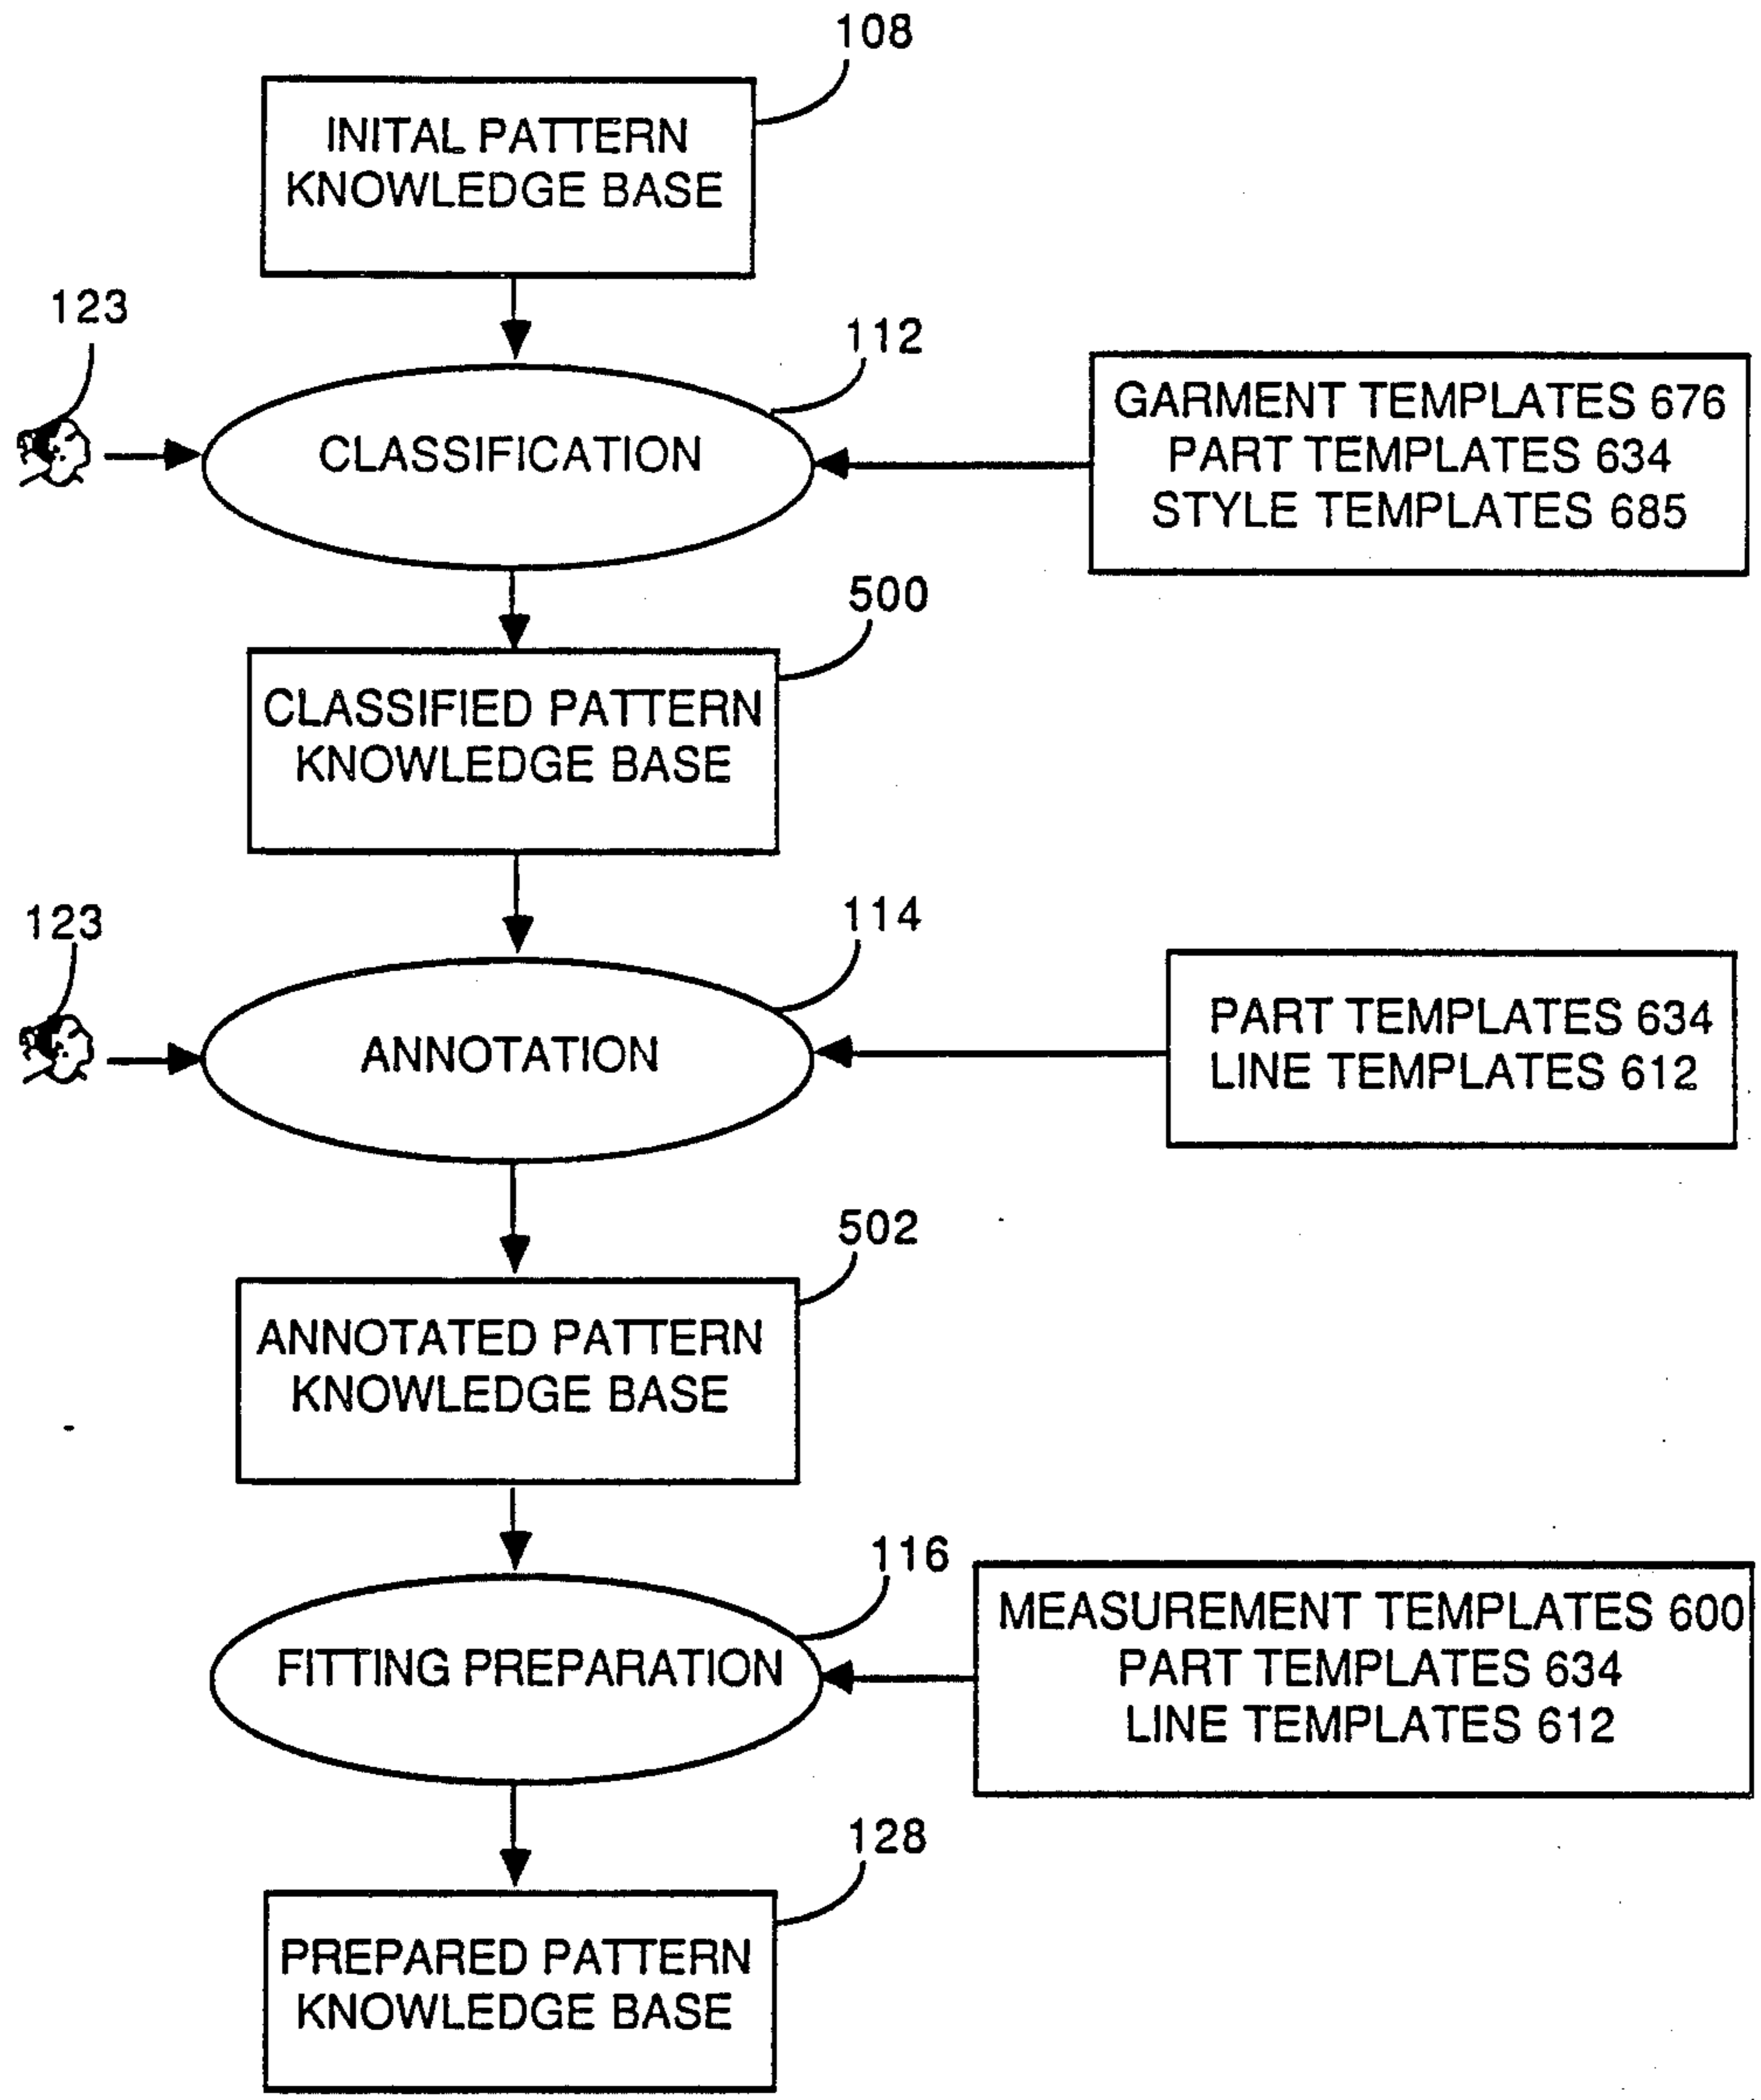 108
INITAL PATTERN
KNOWLEDGE BASE
123
112
CLASSIFICATION
GARMENT TEMPLATES 676
PART TEMPLATES 634
STYLE TEMPLATES 685
500
CLASSIFIED PATTERN
KNOWLEDGE BASE
123
114
ANNOTATION
PART TEMPLATES 634
LINE TEMPLATES 612
502
ANNOTATED PATTERN
KNOWLEDGE BASE
116
FITTING PREPARATION
MEASUREMENT TEMPLATES 600
PART TEMPLATES 634
LINE TEMPLATES 612
128
PREPARED PATTERN
KNOWLEDGE BASE